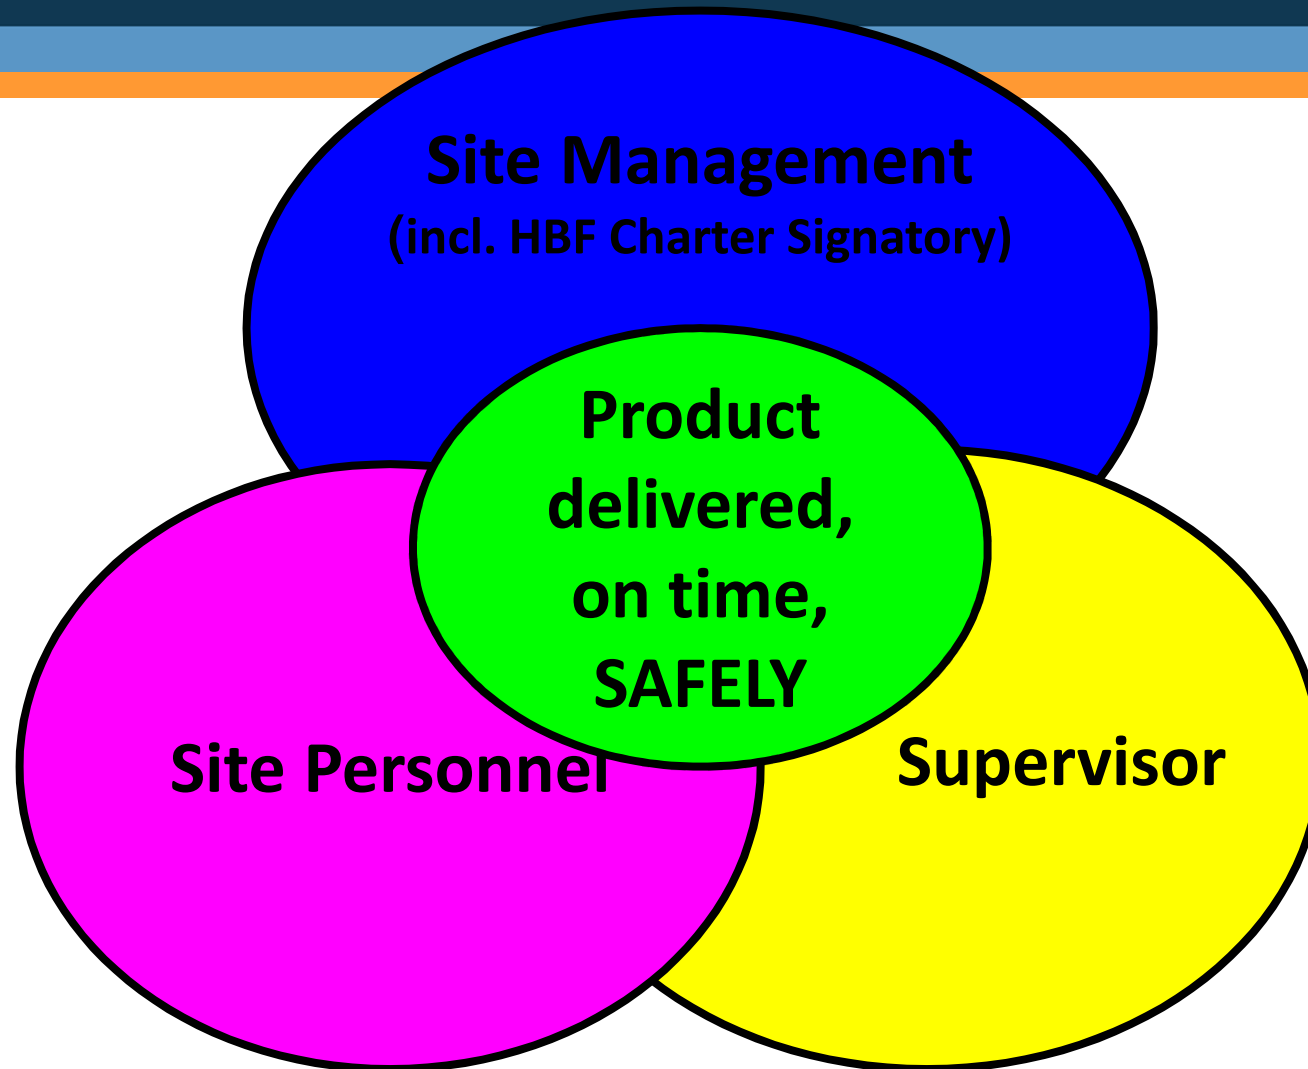 Site Management
(incl. HBF Charter Signatory)
Product
delivered,
on time,
SAFELY
Site Personnel
Supervisor